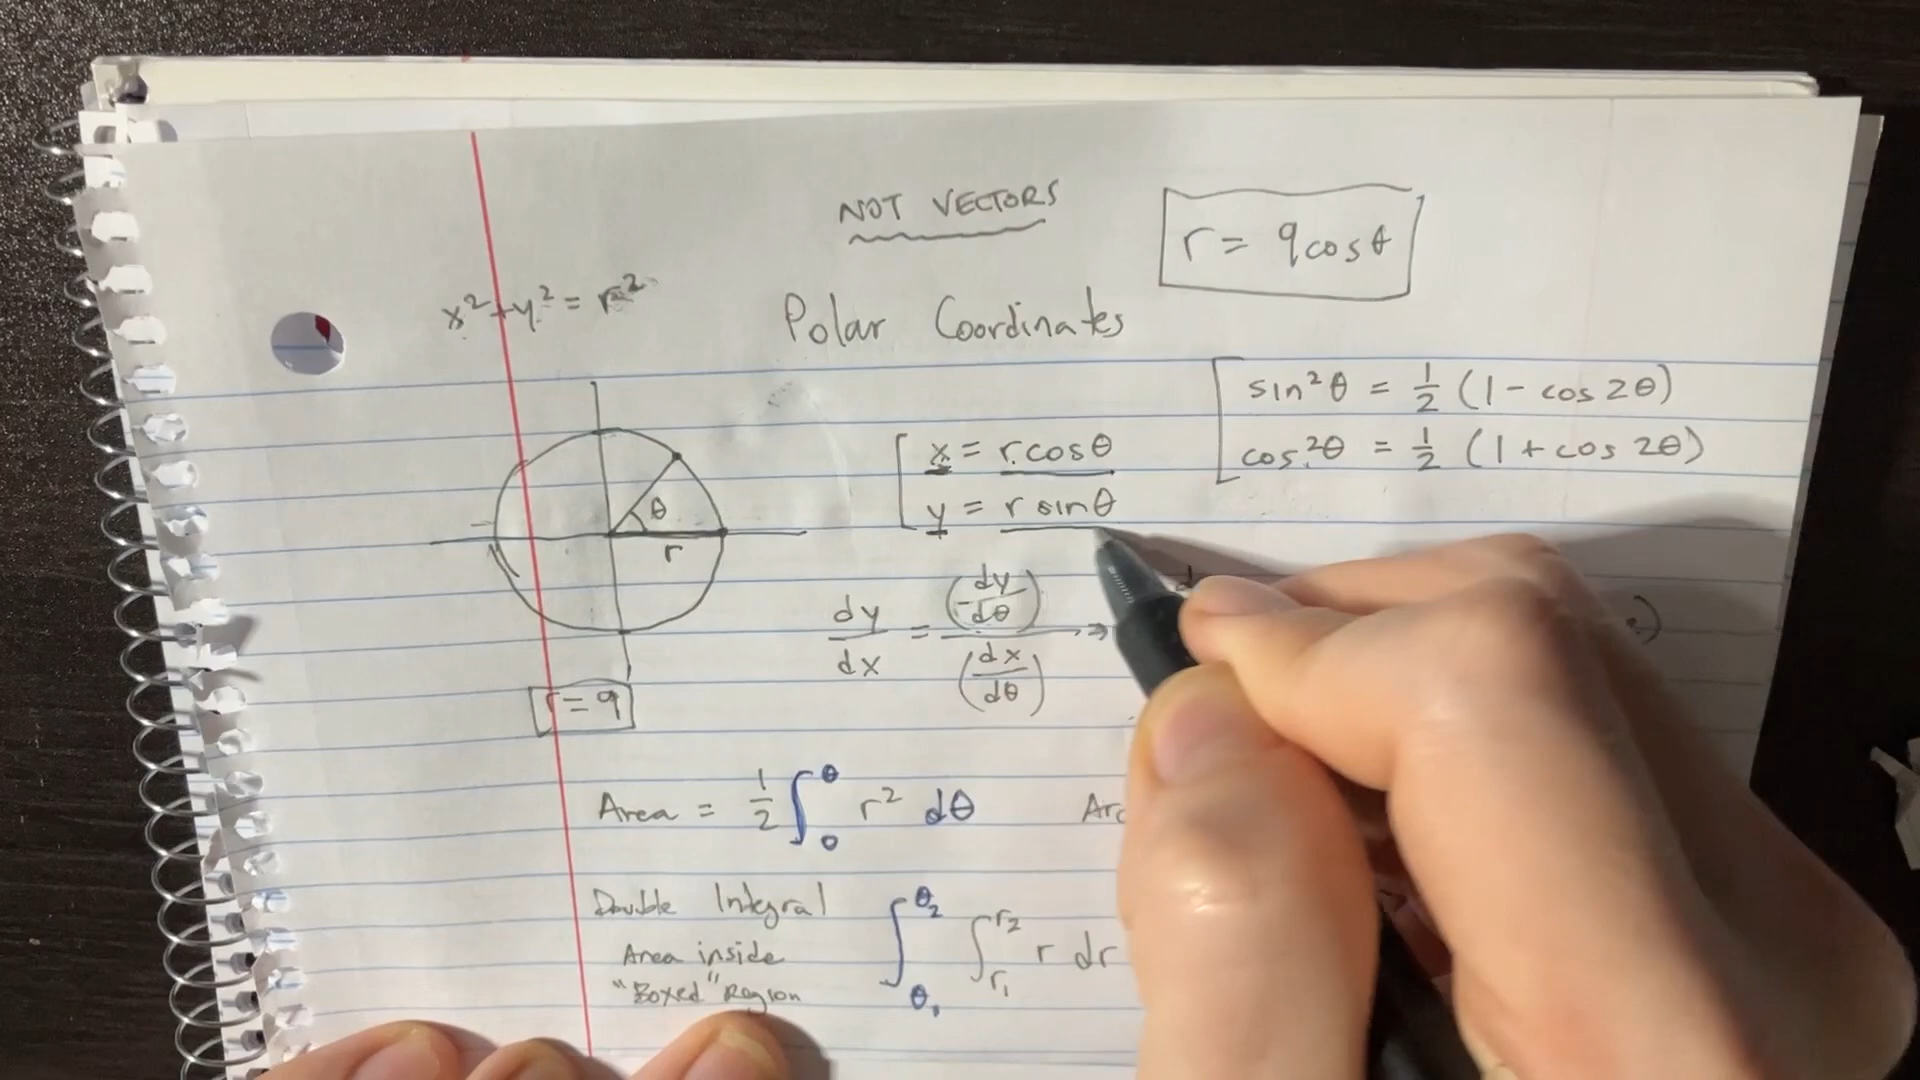 NOT VECTORS
r = 9cosθ
x² + y² = r²
Polar Coordinates
sin²θ = 1/2 (1 - cos 2θ)
cos²θ = 1/2 (1 + cos 2θ)
x = r cosθ
y = r sinθ
θ
r
dy/dx = (dy/dθ)/(dx/dθ) →
r = 9
Area = 1/2 ∫₀^θ r² dθ
Double Integral
Area inside
"Boxed" Region
∫_θ₁^θ₂ ∫_r₁^r₂ r dr